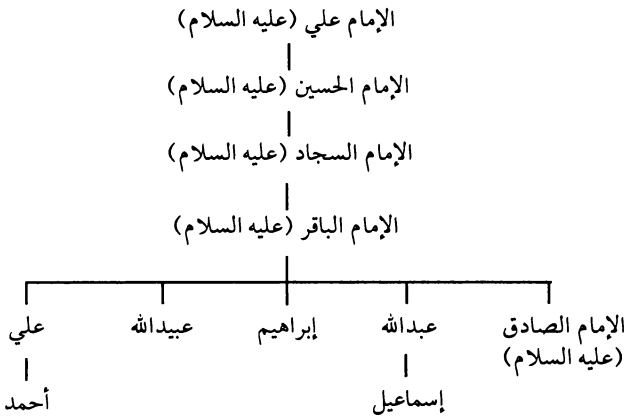 الإمام علي (عليه السلام)
الإمام الحسين (عليه السلام)
الإمام السجاد (عليه السلام)
الإمام الباقر (عليه السلام)
الإمام الصادق
(عليه السلام)
عبدالله
إبراهيم
عبيدالله
علي
إسماعيل
أحمد